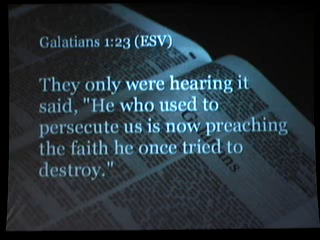 Galatians 1:23 (ESV)
They only were hearing it
said, "He who used to
persecute us is now preaching
the faith he once tried to
destroy."